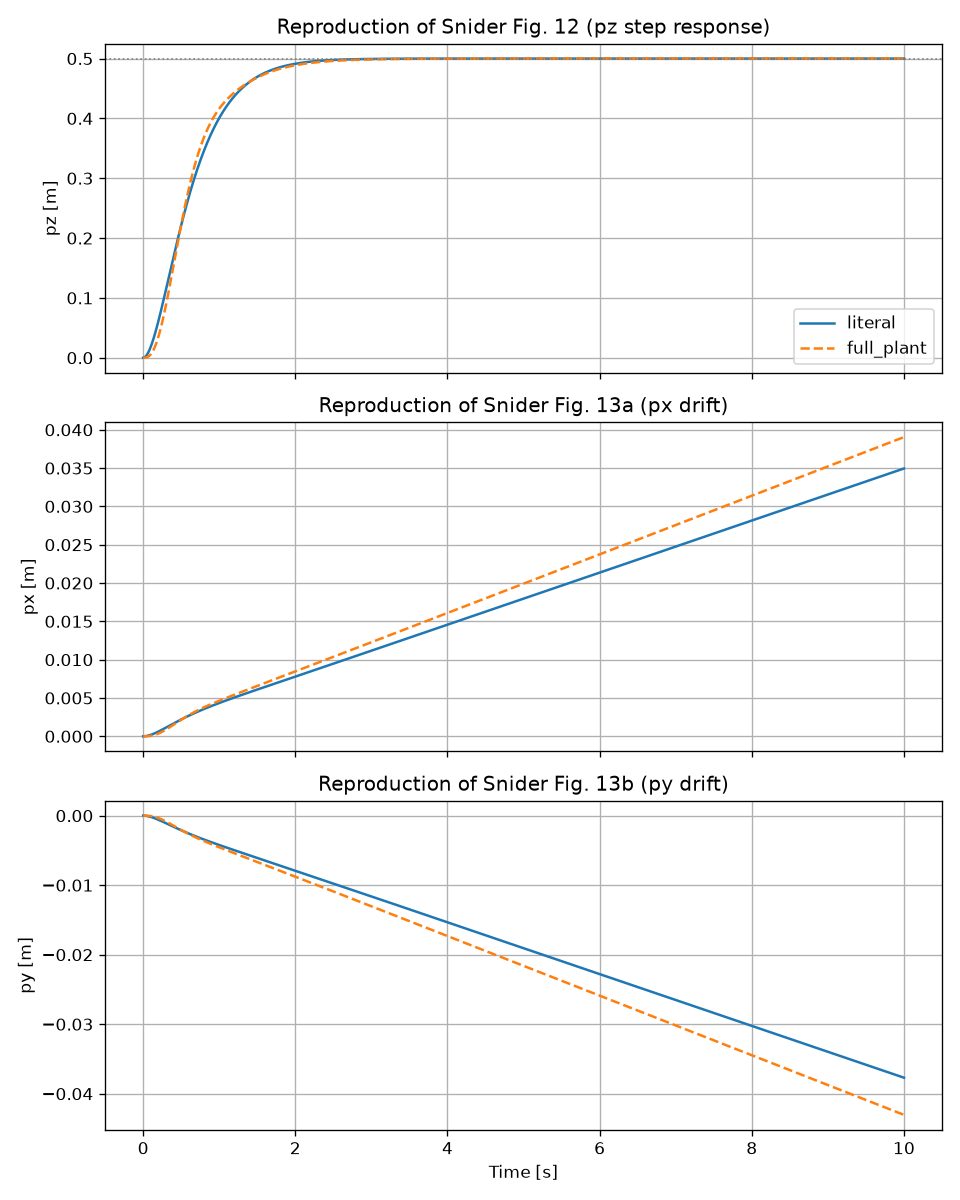 Reproduction of Snider Fig. 12 (pz step response)
0.5
0.4
0.3
0.2
0.1
0.0
pz [m]
literal
full_plant
Reproduction of Snider Fig. 13a (px drift)
0.040
0.035
0.030
0.025
0.020
0.015
0.010
0.005
0.000
px [m]
Reproduction of Snider Fig. 13b (py drift)
0.00
−0.01
−0.02
−0.03
−0.04
py [m]
0 2 4 6 8 10
Time [s]